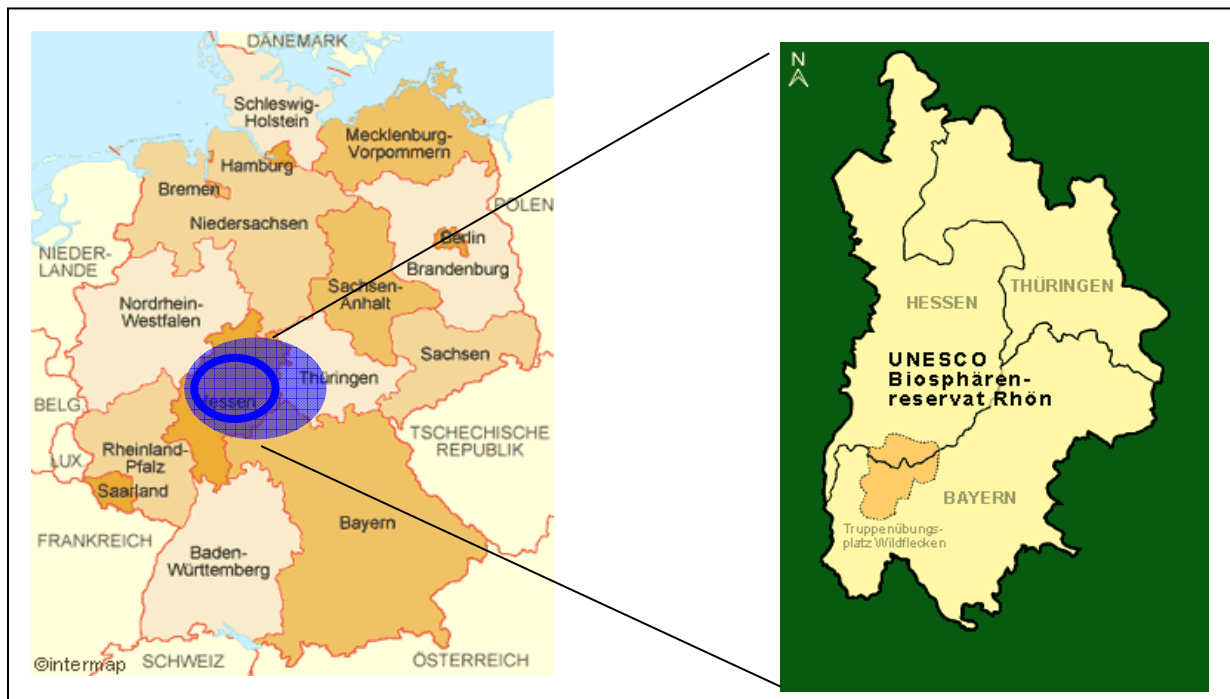 DÄNEMARK
Schleswig-
Holstein
Mecklenburg-
Vorpommern
Hamburg
Bremen
Niedersachsen
POLEN
Berlin
Brandenburg
NIEDER-
LANDE
Sachsen-
Anhalt
Nordrhein-
Westfalen
Sachsen
Thüringen
Hessen
BELG.
TSCHECHISCHE
REPUBLIK
LUX.
Rheinland-
Pfalz
Saarland
FRANKREICH
Bayern
Baden-
Württemberg
©intermap
SCHWEIZ
ÖSTERREICH
N
HESSEN
THÜRINGEN
UNESCO
Biosphären-
reservat Rhön
BAYERN
Truppenübungs-
platz Wildflecken